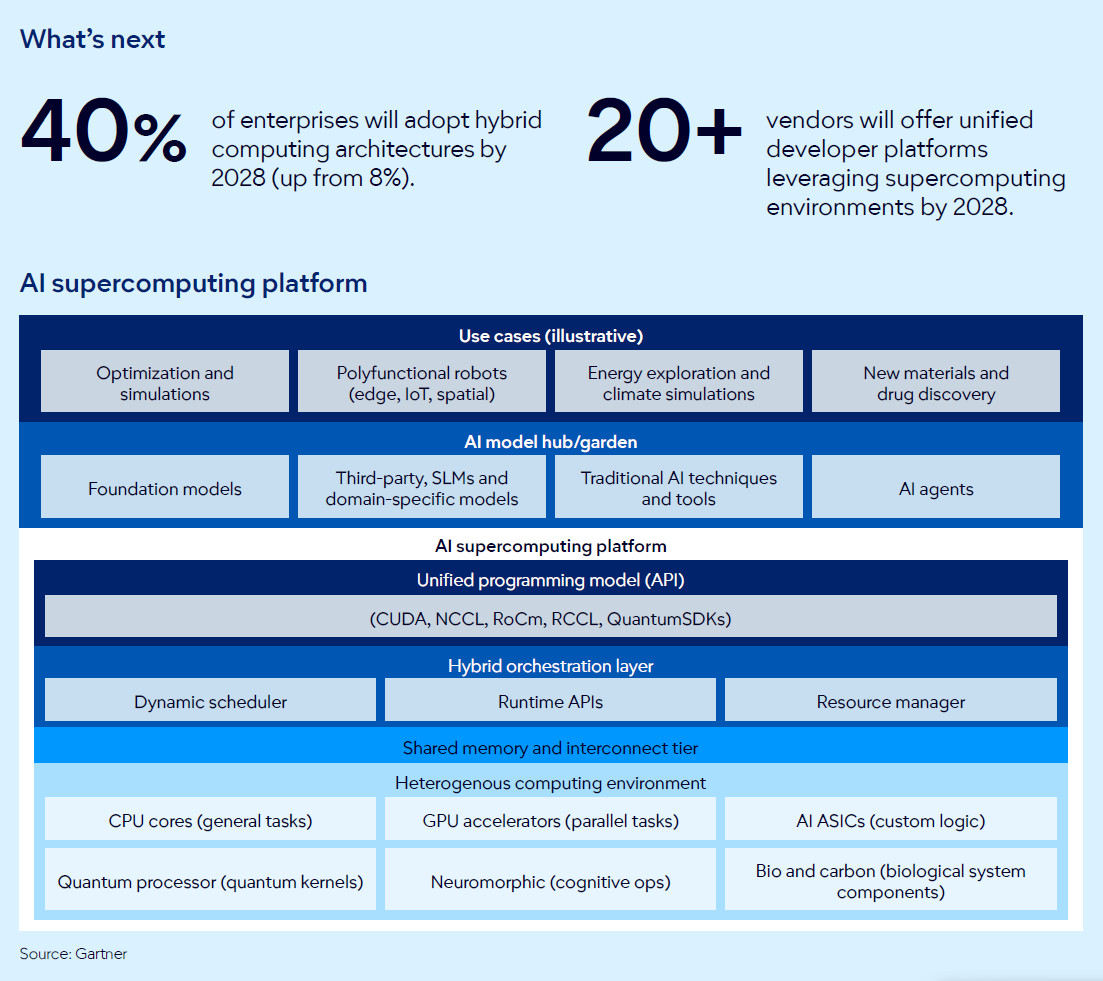 What's next
40%
of enterprises will adopt hybrid
computing architectures by
2028 (up from 8%).
20+
vendors will offer unified
developer platforms
leveraging supercomputing
environments by 2028.
AI supercomputing platform
Use cases (illustrative)
Optimization and
simulations
Polyfunctional robots
(edge, IoT, spatial)
Energy exploration and
climate simulations
New materials and
drug discovery
AI model hub/garden
Foundation models
Third-party, SLMs and
domain-specific models
Traditional AI techniques
and tools
AI agents
AI supercomputing platform
Unified programming model (API)
(CUDA, NCCL, RoCm, RCCL, QuantumSDKs)
Hybrid orchestration layer
Dynamic scheduler
Runtime APIs
Resource manager
Shared memory and interconnect tier
Heterogenous computing environment
CPU cores (general tasks)
GPU accelerators (parallel tasks)
AI ASICs (custom logic)
Quantum processor (quantum kernels)
Neuromorphic (cognitive ops)
Bio and carbon (biological system
components)
Source: Gartner